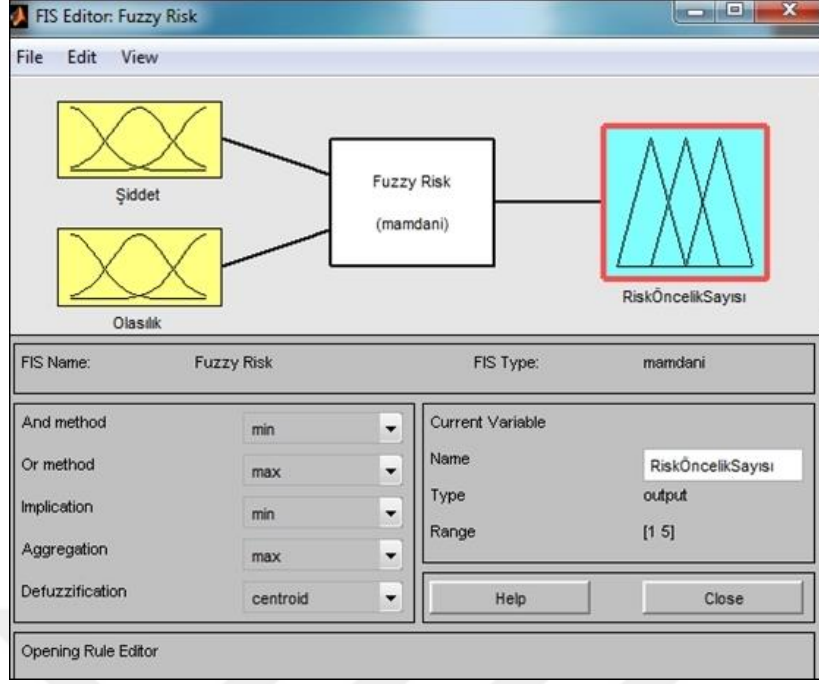 FIS Editor: Fuzzy Risk
File Edit View
Şiddet
Olasılık
Fuzzy Risk
(mamdani)
RiskÖncelikSayısı
FIS Name: Fuzzy Risk FIS Type: mamdani
And method min
Or method max
Implication min
Aggregation max
Defuzzification centroid
Current Variable
Name RiskÖncelikSayısı
Type output
Range [1 5]
Help Close
Opening Rule Editor